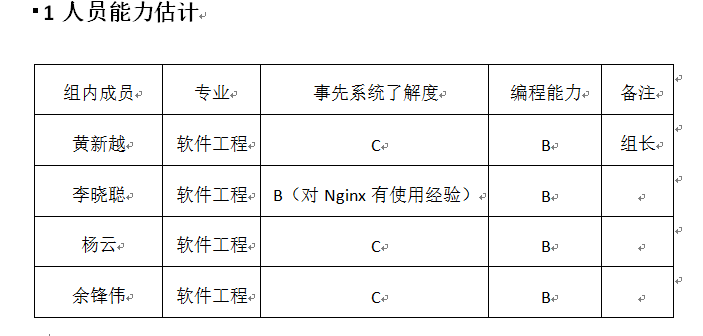 1 人员能力估计
组内成员 专业 事先系统了解度 编程能力 备注
黄新越 软件工程 C B 组长
李晓聪 软件工程 B（对 Nginx 有使用经验） B
杨云 软件工程 C B
余锋伟 软件工程 C B